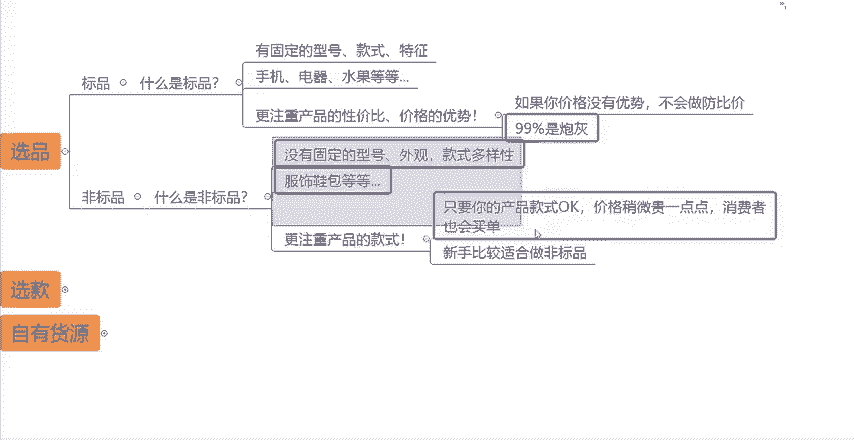 有固定的型号、款式、特征
标品
什么是标品？
手机、电器、水果等等...
更注重产品的性价比、价格的优势！
如果你价格没有优势，不会做防比价
99%是炮灰
选品
没有固定的型号、外观，款式多样性
服饰鞋包等等...
非标品
什么是非标品？
只要你的产品款式OK，价格稍微贵一点点，消费者
也会买单
更注重产品的款式！
新手比较适合做非标品
选款
自有货源